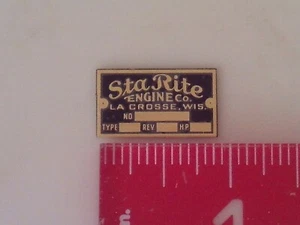 Sta Rite
ENGINE CO.
LA CROSSE, WIS.
NO
TYPE REV HP
m.
1